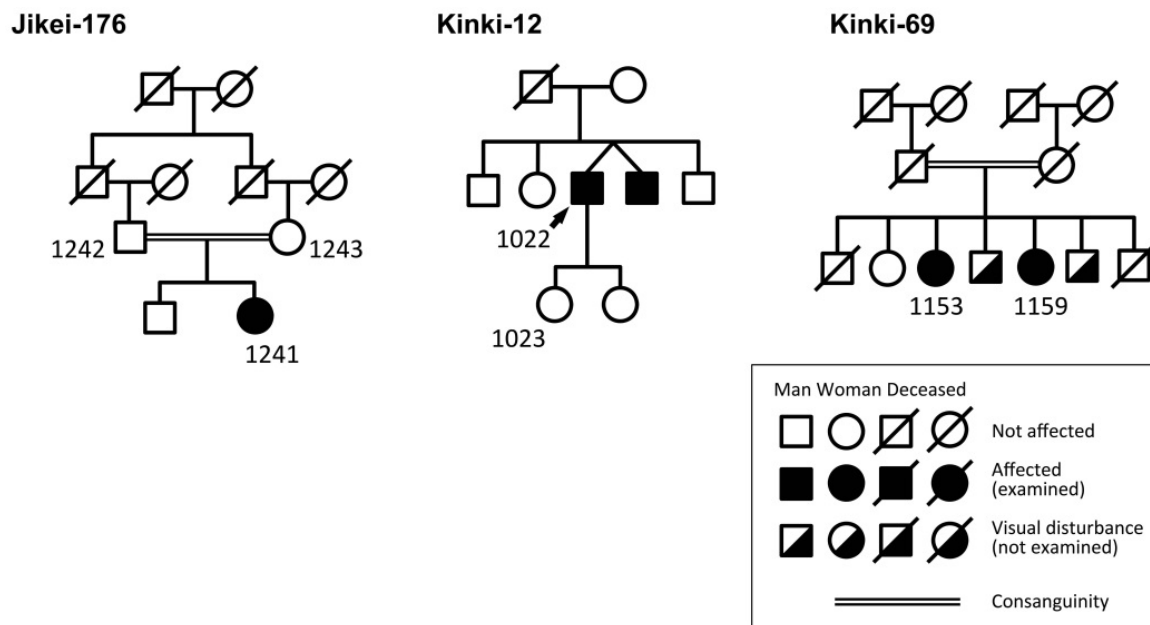 Jikei-176
1242
1243
1241
Kinki-12
1022
1023
Kinki-69
1153
1159
Man Woman Deceased
Not affected
Affected
(examined)
Visual disturbance
(not examined)
Consanguinity